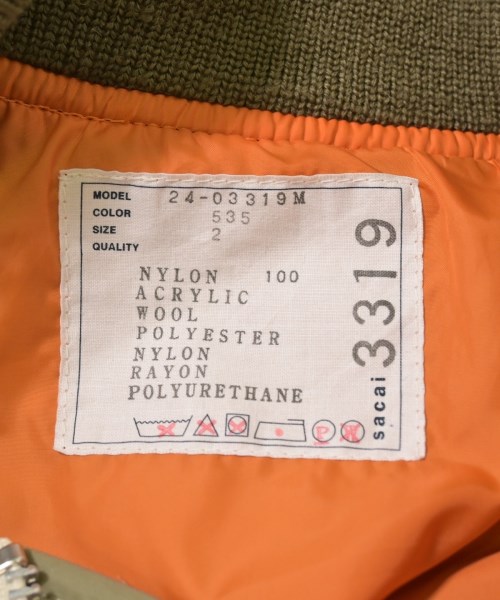 MODEL 24-03319M
COLOR 535
SIZE 2
QUALITY
NYLON 100
ACRYLIC
WOOL
POLYESTER
NYLON
RAYON
POLYURETHANE
P
sacai 3319